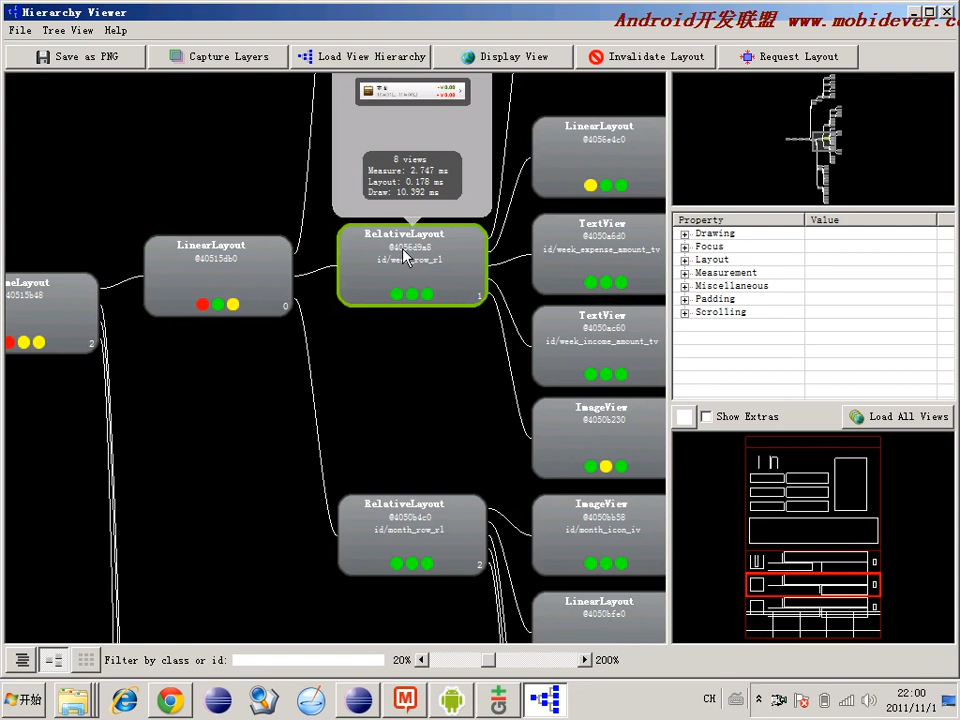 Hierarchy Viewer
Android开发联盟 www.mobidever.co
File Tree View Help
Save as PNG
Capture Layers
Load View Hierarchy
Display View
Invalidate Layout
Request Layout
8 views
Measure: 2.747 ms
Layout: 0.178 ms
Draw: 10.392 ms
LinearLayout
@4056e4c0
RelativeLayout
id/week_row_rl
1
LinearLayout
@40515db0
0
meLayout
40515b48
2
TextView
@4050a6d0
id/week_expense_amount_tv
TextView
@4050ac60
id/week_income_amount_tv
ImageView
@4050b230
RelativeLayout
@4050b4c0
id/month_row_rl
2
ImageView
@4050bb58
id/month_icon_iv
LinearLayout
@4050bfe0
Property Value
Drawing
Focus
Layout
Measurement
Miscellaneous
Padding
Scrolling
Show Extras
Load All Views
Filter by class or id:
20%
200%
开始
CH
22:00
2011/11/1